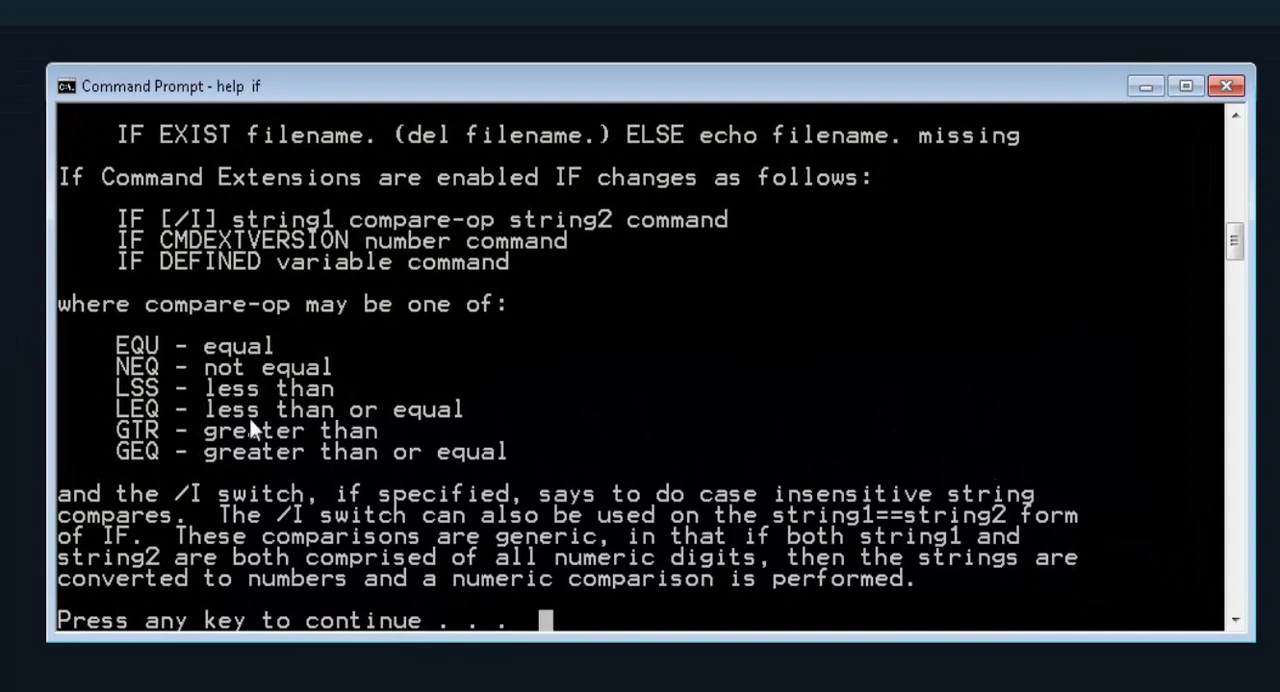 Command Prompt - help  if
IF EXIST filename. (del filename.) ELSE echo filename. missing
If Command Extensions are enabled IF changes as follows:
IF [/I] string1 compare-op string2 command
IF CMDEXTVERSION number command
IF DEFINED variable command
where compare-op may be one of:
EQU - equal
NEQ - not equal
LSS - less than
LEQ - less than or equal
GTR - greater than
GEQ - greater than or equal
and the /I switch, if specified, says to do case insensitive string
compares.  The /I switch can also be used on the string1==string2 form
of IF.  These comparisons are generic, in that if both string1 and
string2 are both comprised of all numeric digits, then the strings are
converted to numbers and a numeric comparison is performed.
Press any key to continue . . .